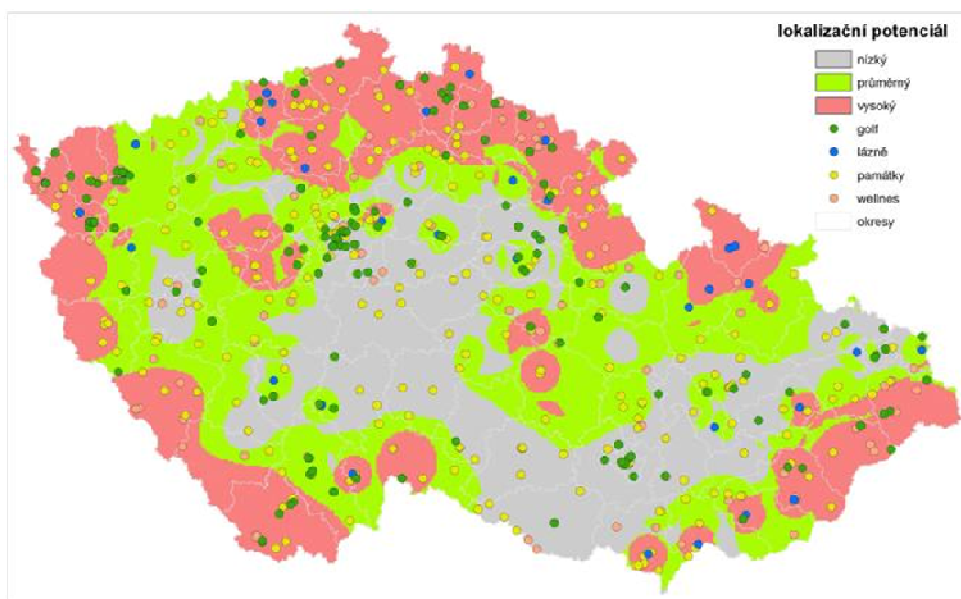 lokalizační potenciál
nízký
průměrný
vysoký
golf
lázně
památky
wellnes
okresy